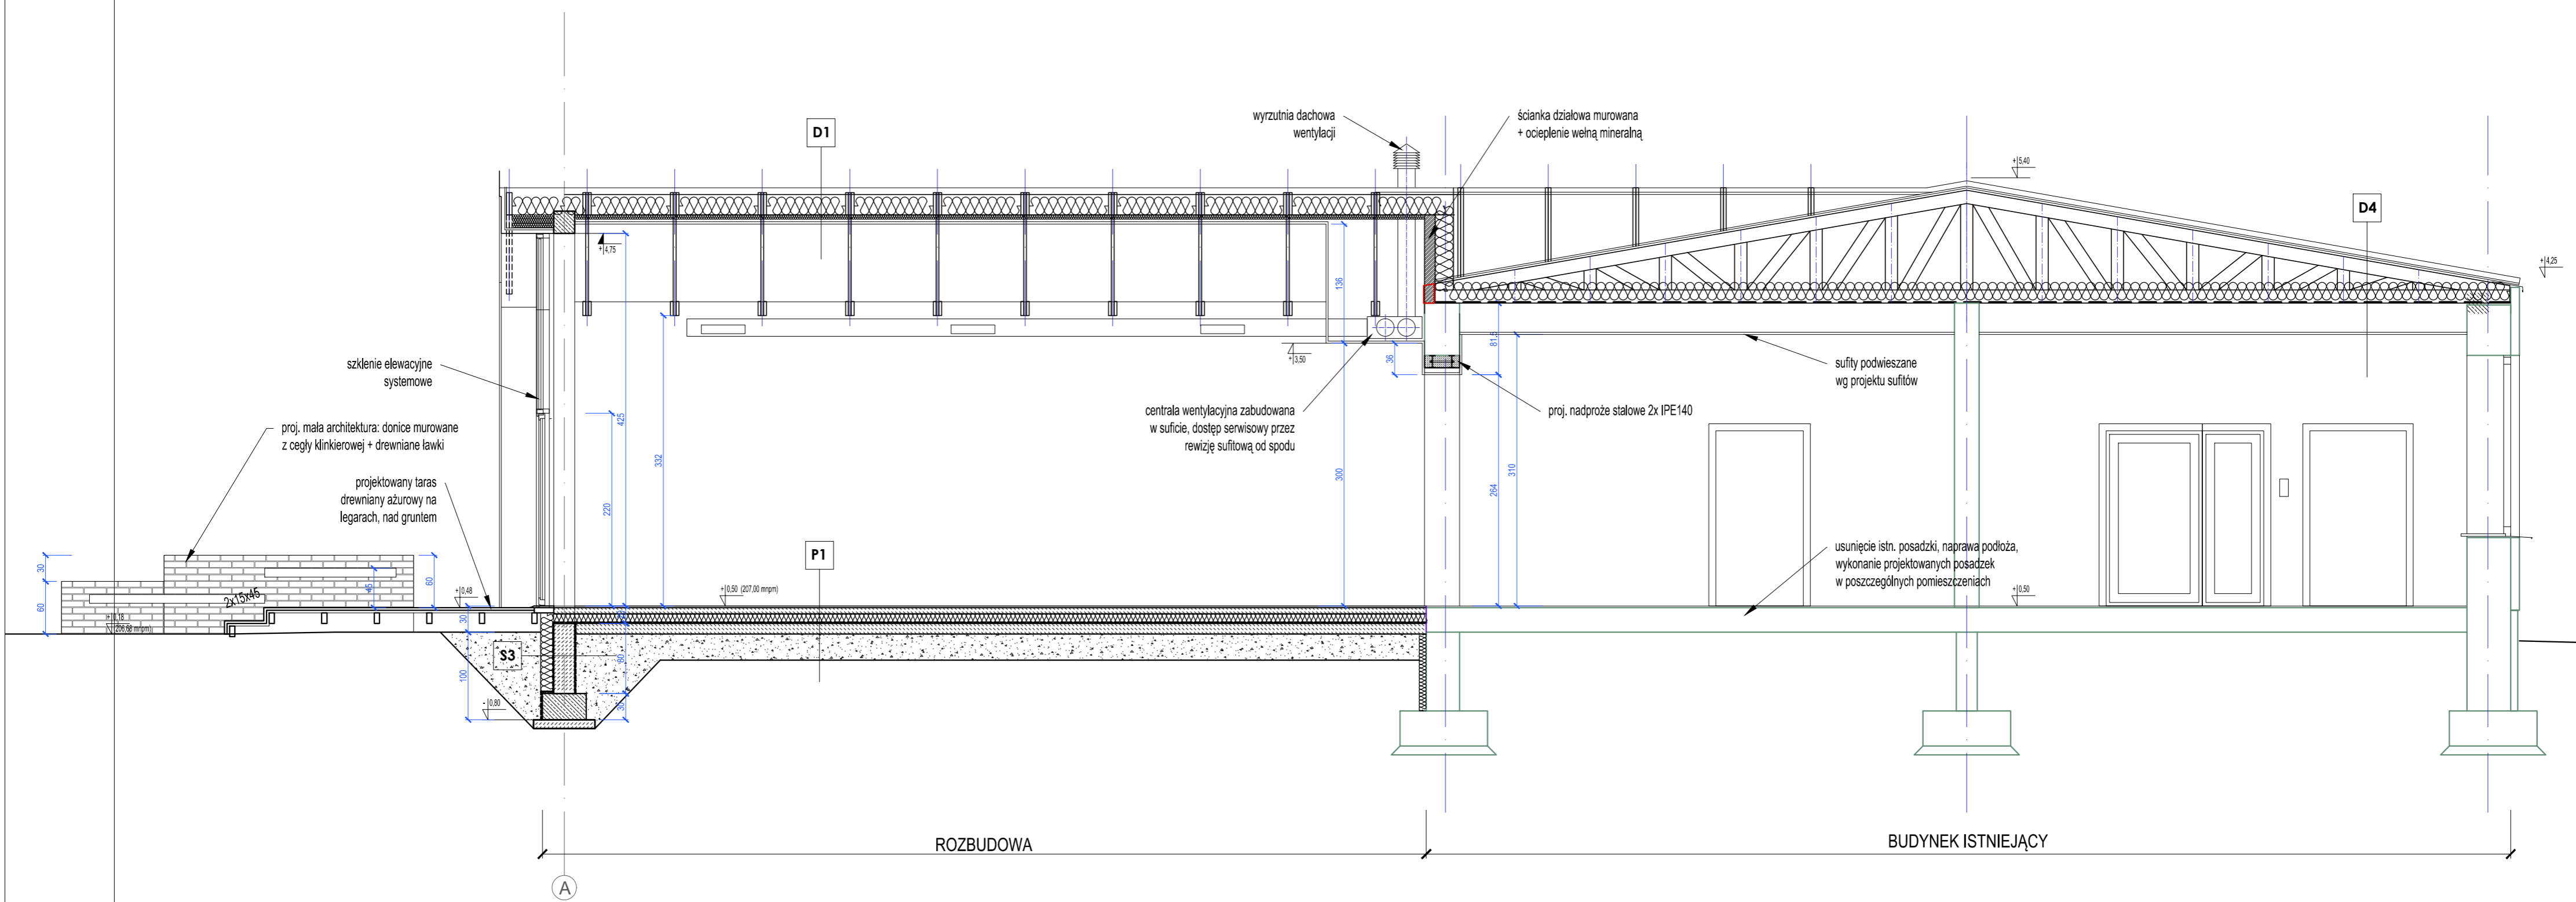 D1
wyrzutnia dachowa
wentylacji
ścianka działowa murowana
+ ocieplenie wełną mineralną
+ 5,40
D4
+ 4,25
+ 4,75
136
+ 3,50
36
81,5
szklenie elewacyjne
systemowe
sufity podwieszane
wg projektu sufitów
centrala wentylacyjna zabudowana
w suficie, dostęp serwisowy przez
rewizję sufitową od spodu
proj. nadproże stalowe 2x IPE140
proj. mała architektura: donice murowane
z cegły klinkierowej + drewniane ławki
425
332
220
300
264
310
projektowany taras
drewniany ażurowy na
legarach, nad gruntem
P1
usunięcie istn. posadzki, naprawa podłoża,
wykonanie projektowanych posadzek
w poszczególnych pomieszczeniach
30
60
45
60
2x15x45
+ 0,48
+ 0,50 (207,00 mnpm)
+ 0,50
+ 0,18
30
S3
80
100
- 0,80
30
ROZBUDOWA
BUDYNEK ISTNIEJĄCY
A